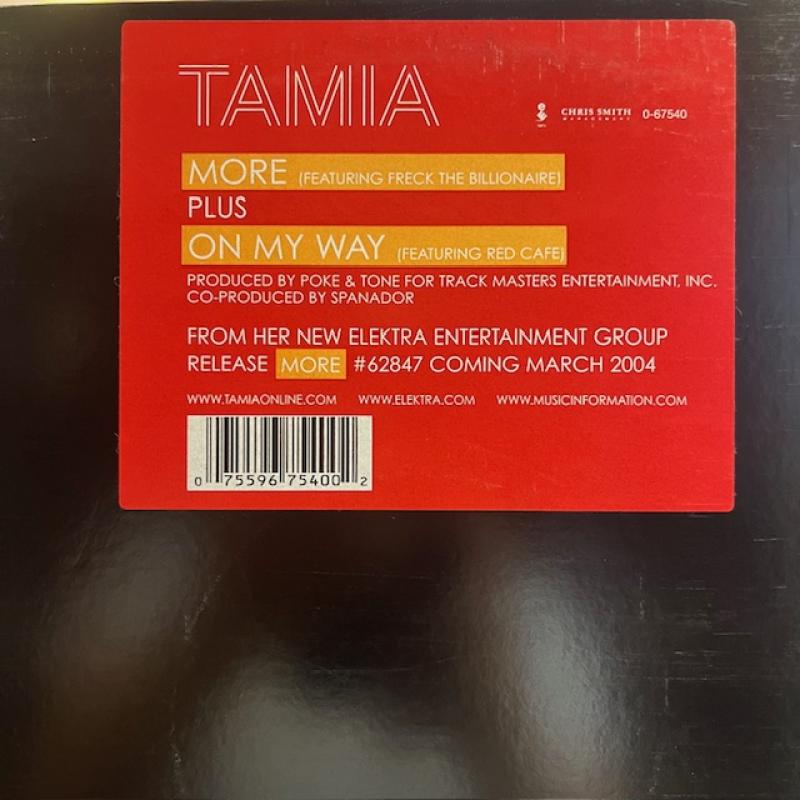 TAMIA
CHRIS SMITH
MANAGEMENT
0-67540
MORE (FEATURING FRECK THE BILLIONAIRE)
PLUS
ON MY WAY (FEATURING RED CAFE)
PRODUCED BY POKE & TONE FOR TRACK MASTERS ENTERTAINMENT, INC.
CO-PRODUCED BY SPANADOR
FROM HER NEW ELEKTRA ENTERTAINMENT GROUP
RELEASE MORE #62847 COMING MARCH 2004
WWW.TAMIAONLINE.COM WWW.ELEKTRA.COM WWW.MUSICINFORMATION.COM
0 75596 75400 2